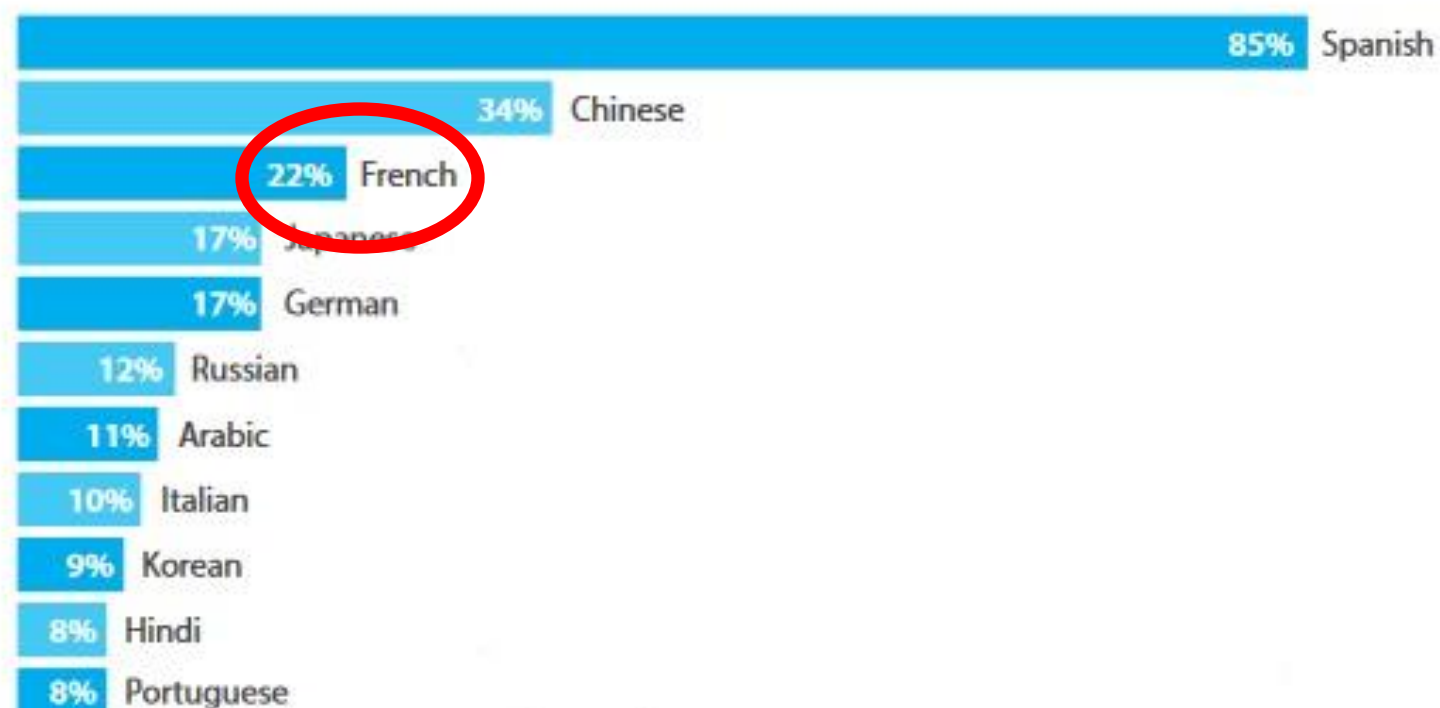 85% Spanish
34% Chinese
22% French
17% Japanese
17% German
12% Russian
11% Arabic
10% Italian
9% Korean
8% Hindi
8% Portuguese